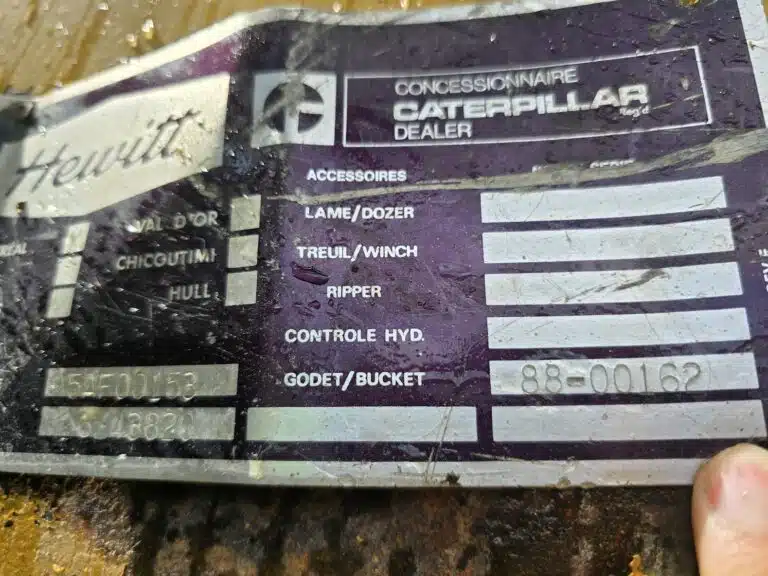 Hewitt
CONCESSIONNAIRE
CATERPILLAR
Reg'd
DEALER
ACCESSOIRES
LAME/DOZER
VAL D'OR
TREUIL/WINCH
CHICOUTIMI
RIPPER
HULL
CONTROLE HYD.
GODET/BUCKET
88-00162